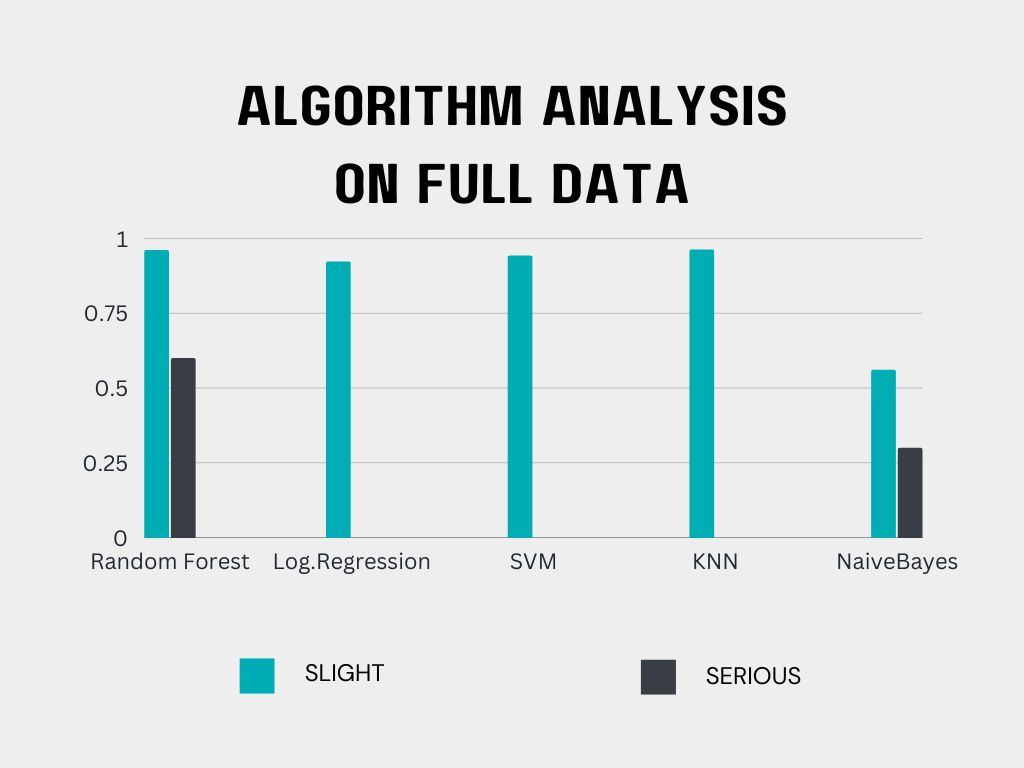 ALGORITHM ANALYSIS
ON FULL DATA
1
0.75
0.5
0.25
0
Random Forest Log.Regression SVM KNN NaiveBayes
SLIGHT SERIOUS